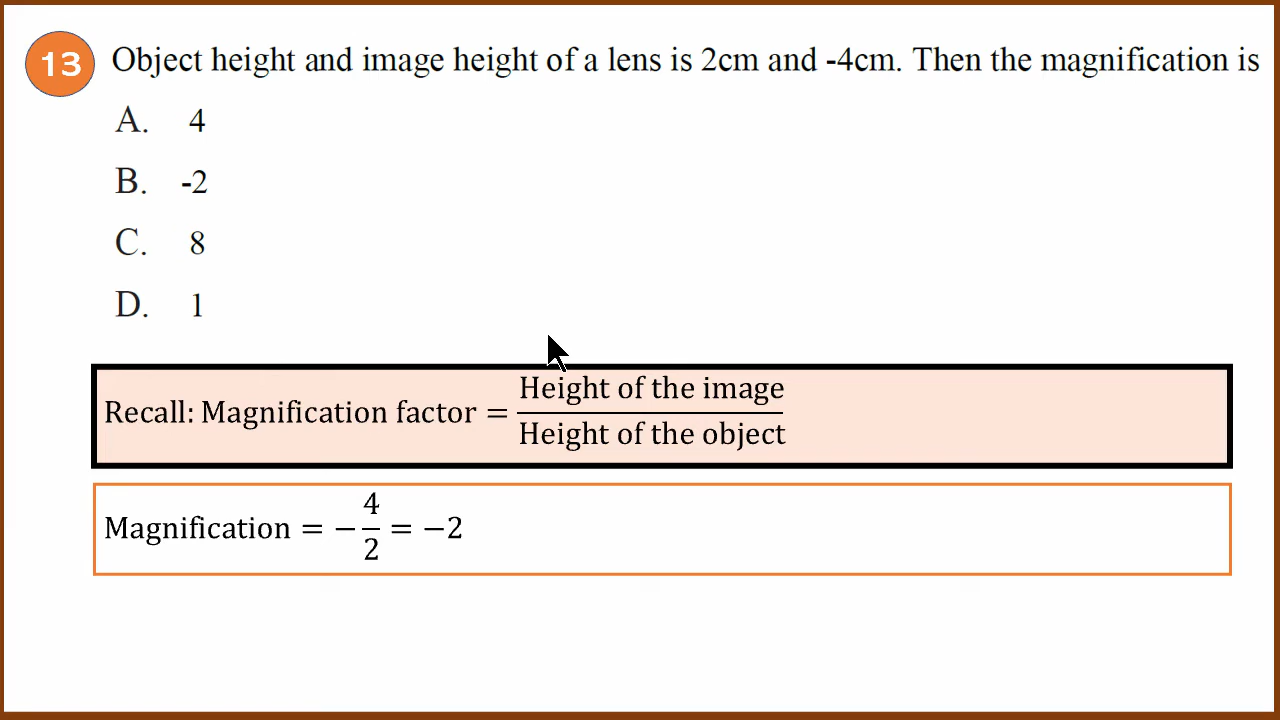 13 Object height and image height of a lens is 2cm and -4cm. Then the magnification is
A. 4
B. -2
C. 8
D. 1
Recall: Magnification factor = Height of the image / Height of the object
Magnification = −4/2 = −2